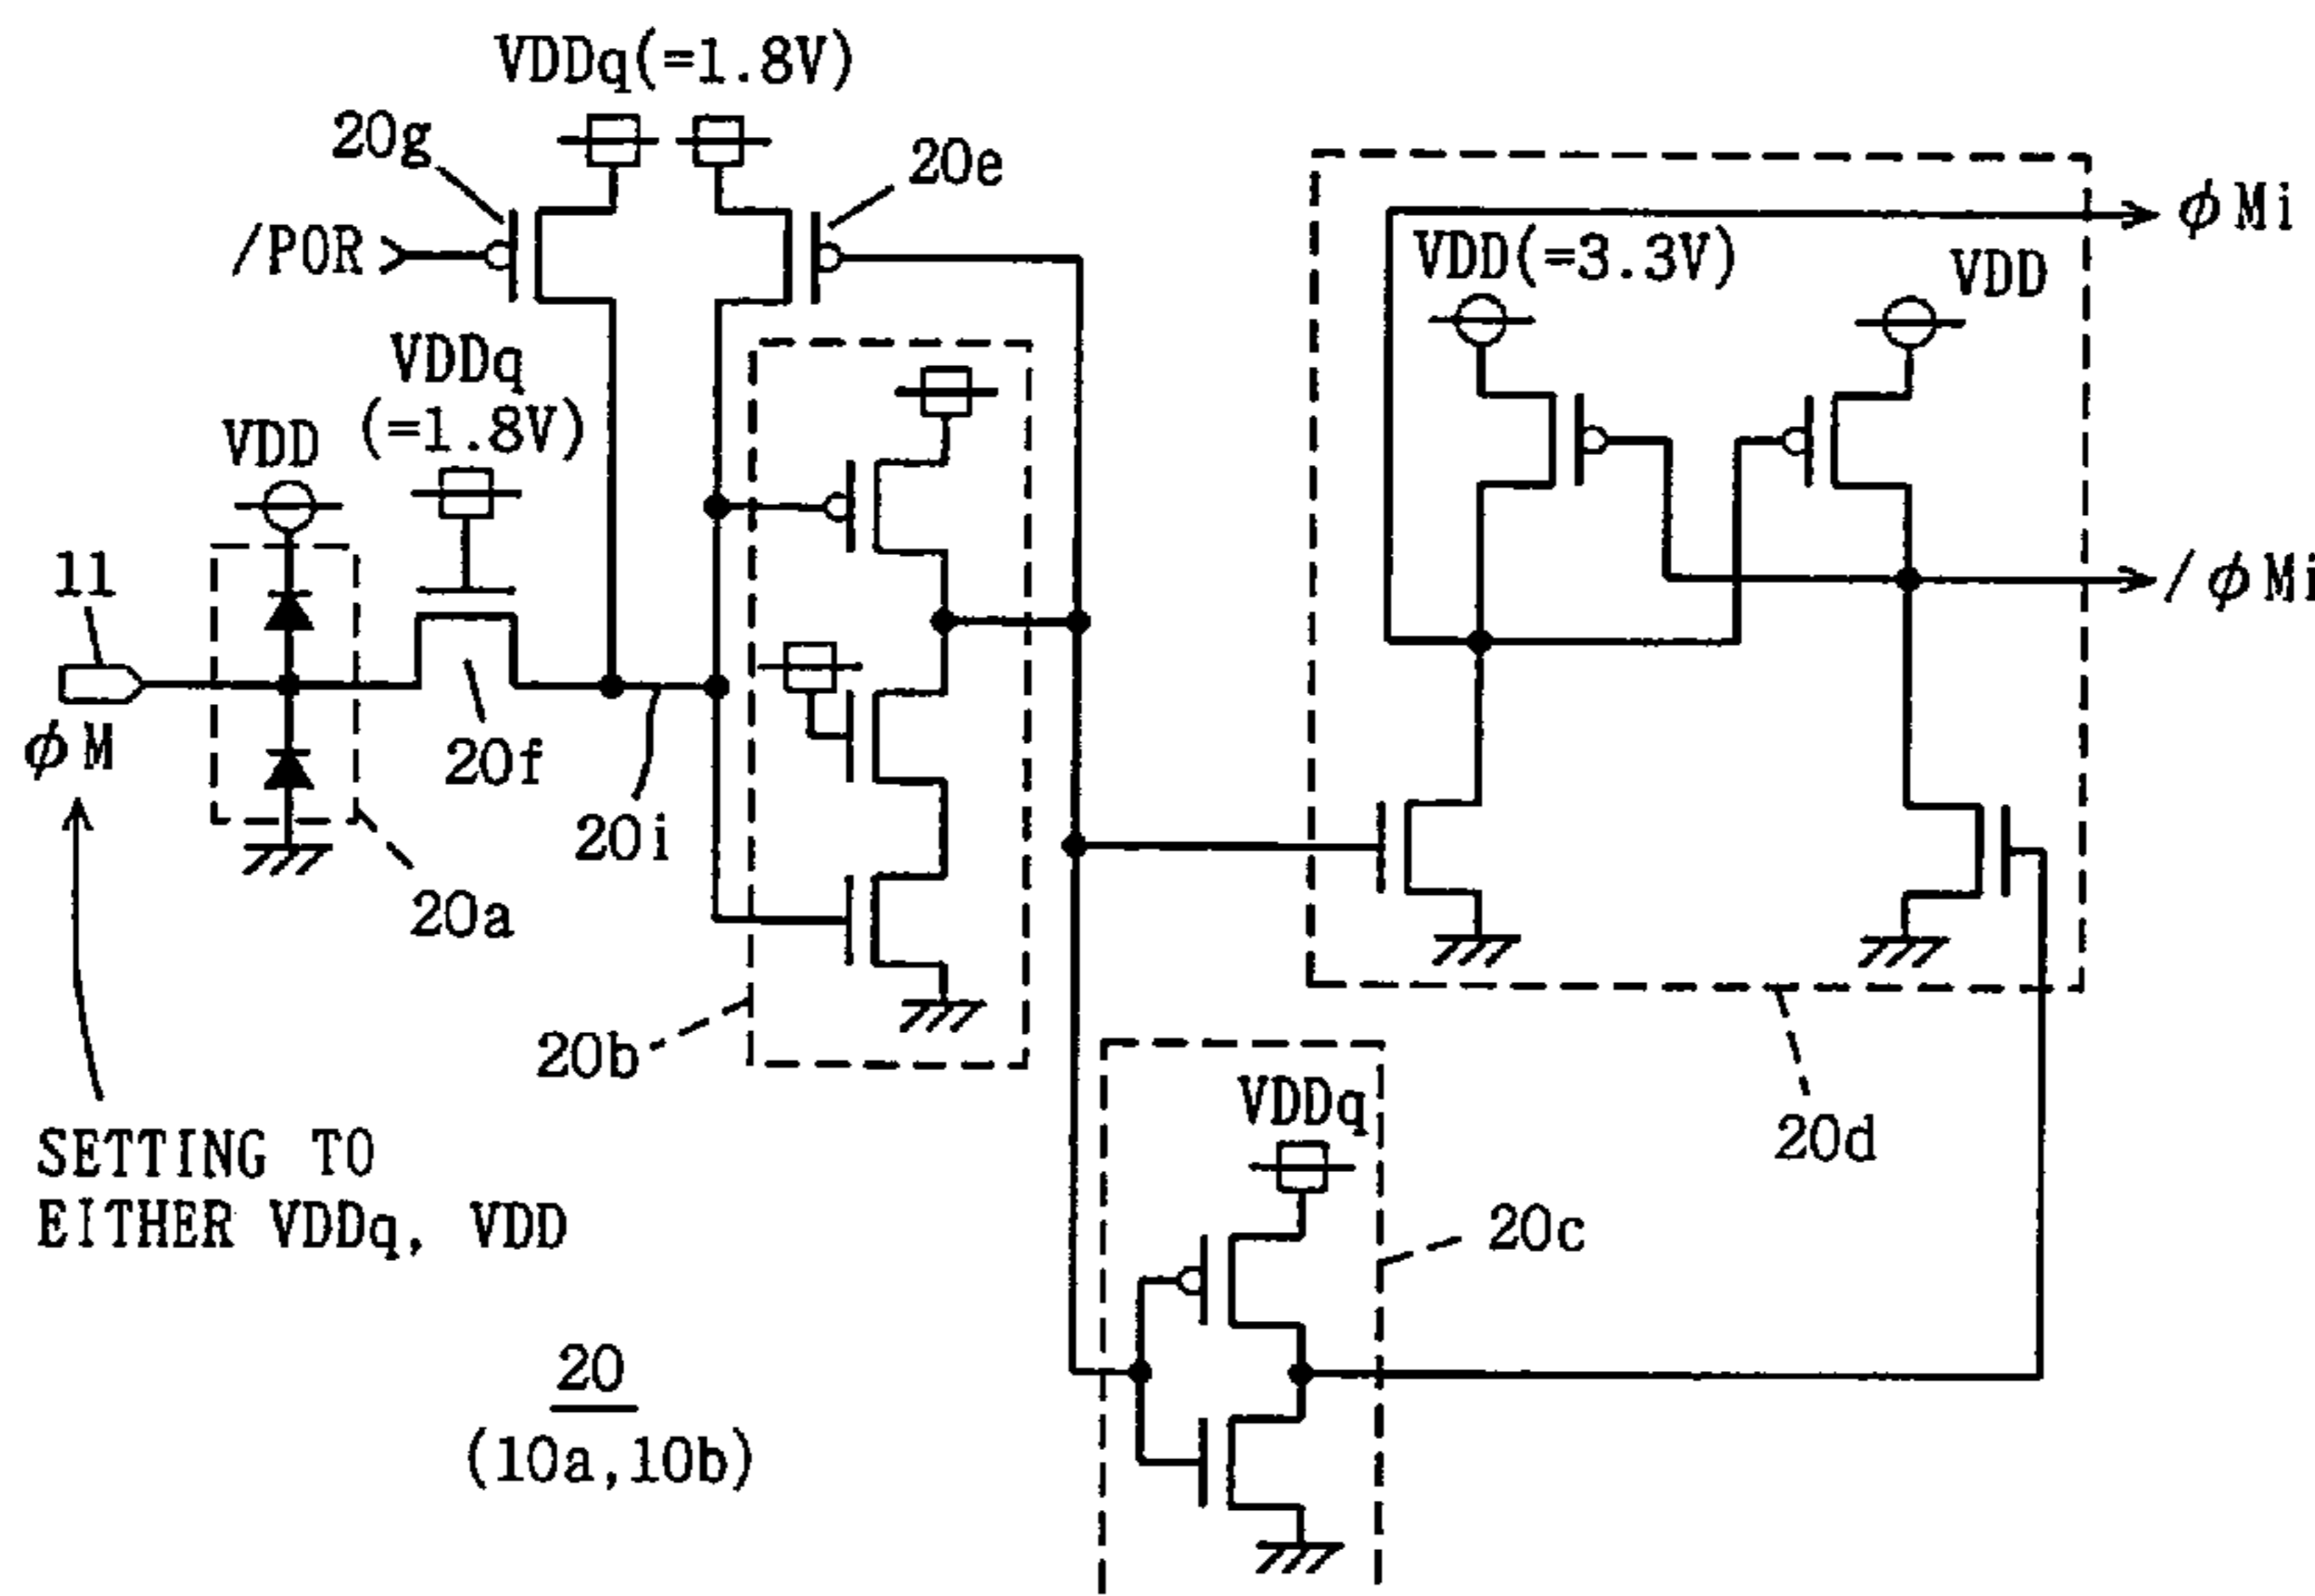 VDDq(=1.8V)
20g
20e
/POR
φMi
VDD(=3.3V)
VDD
VDDq
(=1.8V)
VDD
11
/φMi
φM
20f
20i
20a
20b
VDDq
20d
SETTING TO
EITHER VDDq, VDD
20c
20
(10a,10b)